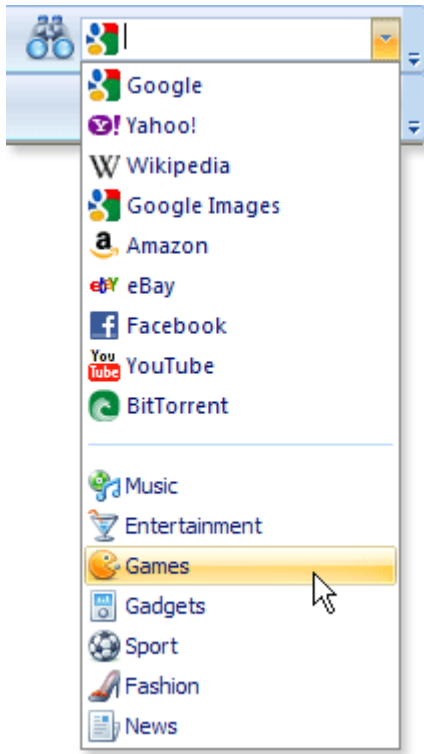 Google
Yahoo!
Wikipedia
Google Images
Amazon
eBay
Facebook
YouTube
BitTorrent
Music
Entertainment
Games
Gadgets
Sport
Fashion
News